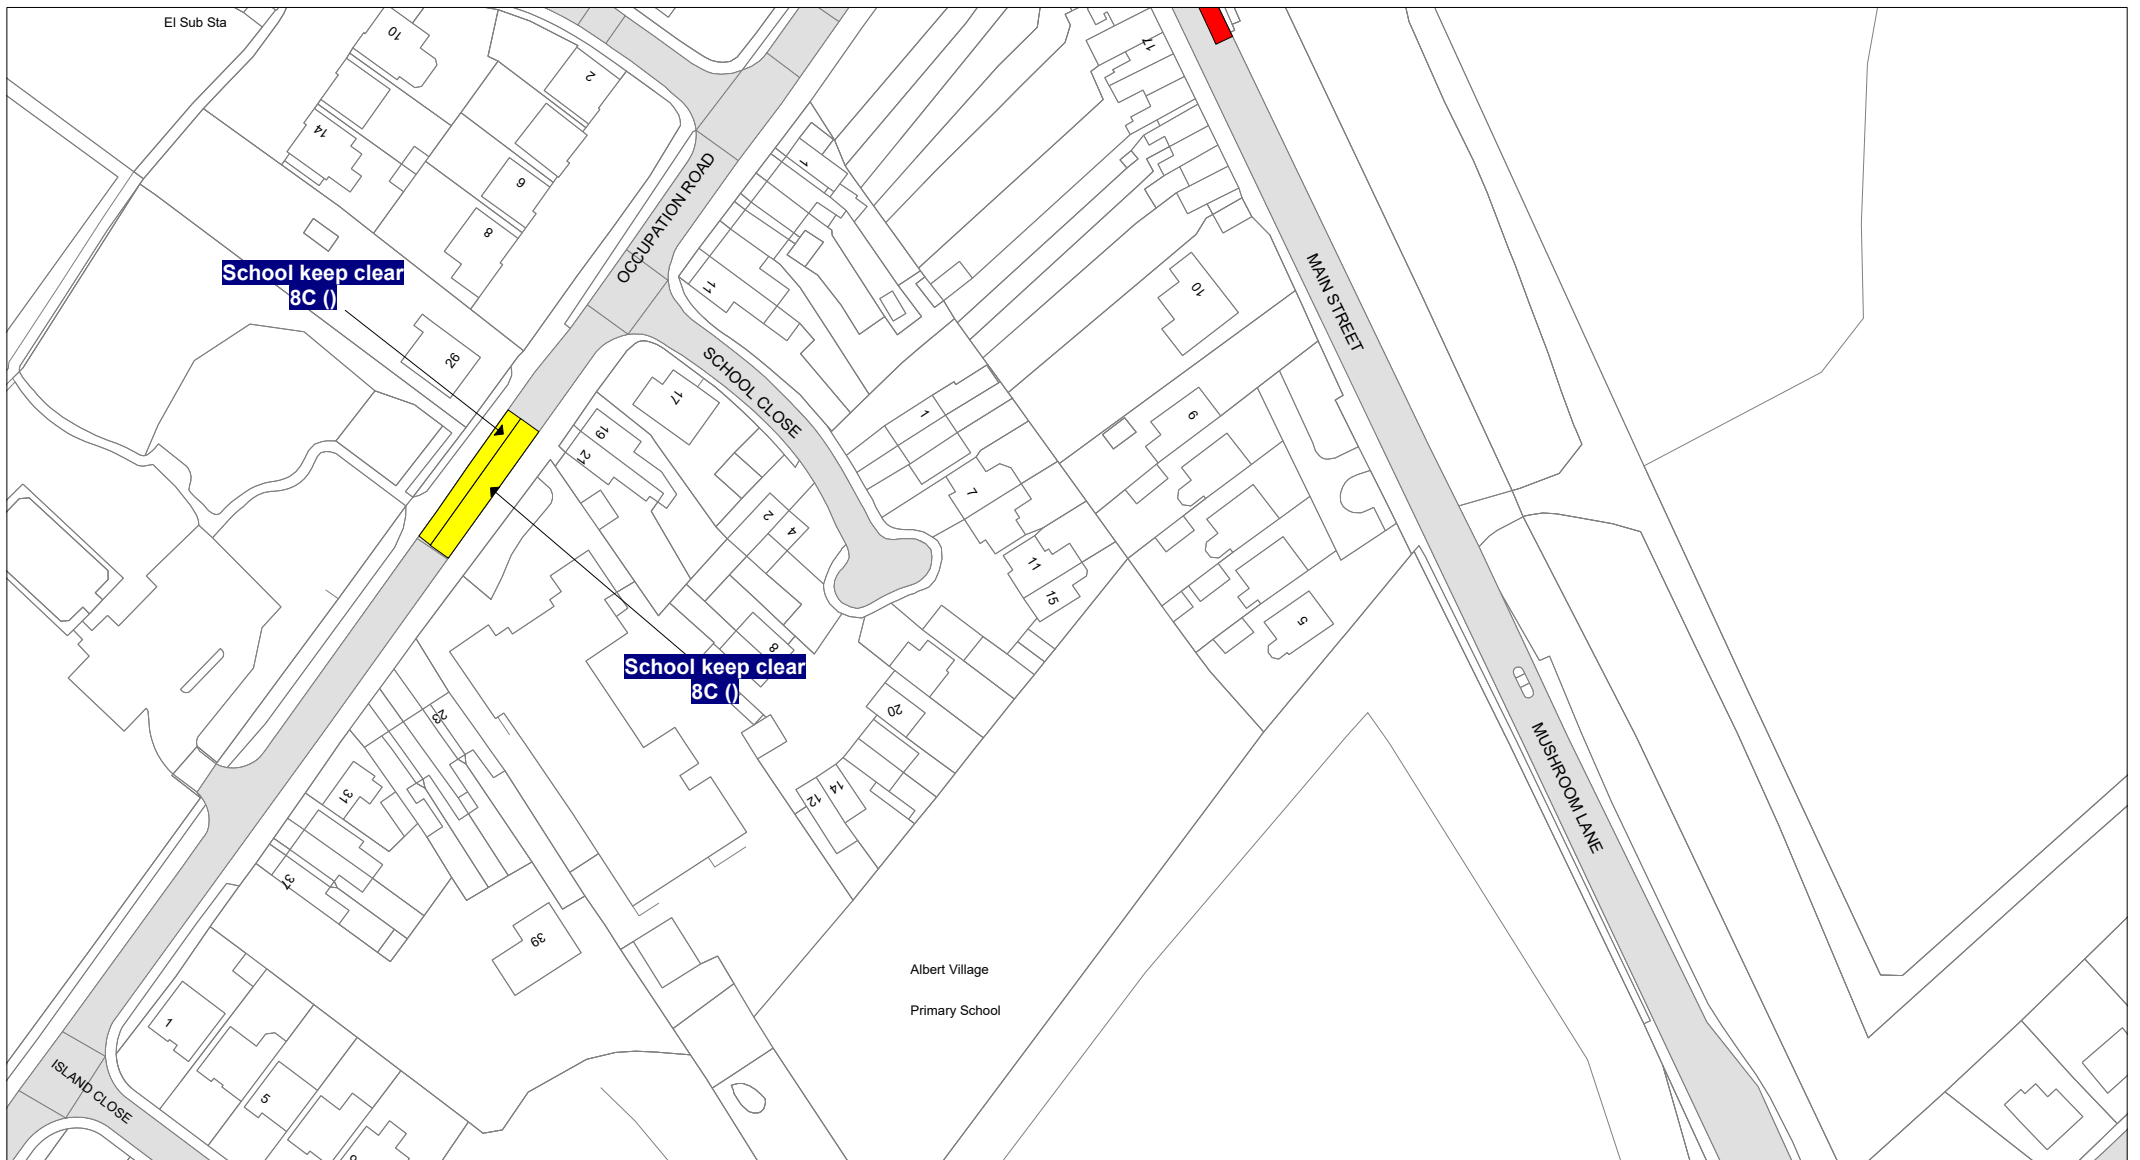 El Sub Sta
10
2
17
14
1
6
8
OCCUPATION ROAD
School keep clear
8C ()
11
10
MAIN STREET
26
SCHOOL CLOSE
17
1
9
19
21
7
2
4
11
15
5
8
School keep clear
8C ()
23
20
MUSHROOM LANE
31
12
14
37
39
Albert Village
Primary School
1
ISLAND CLOSE
5